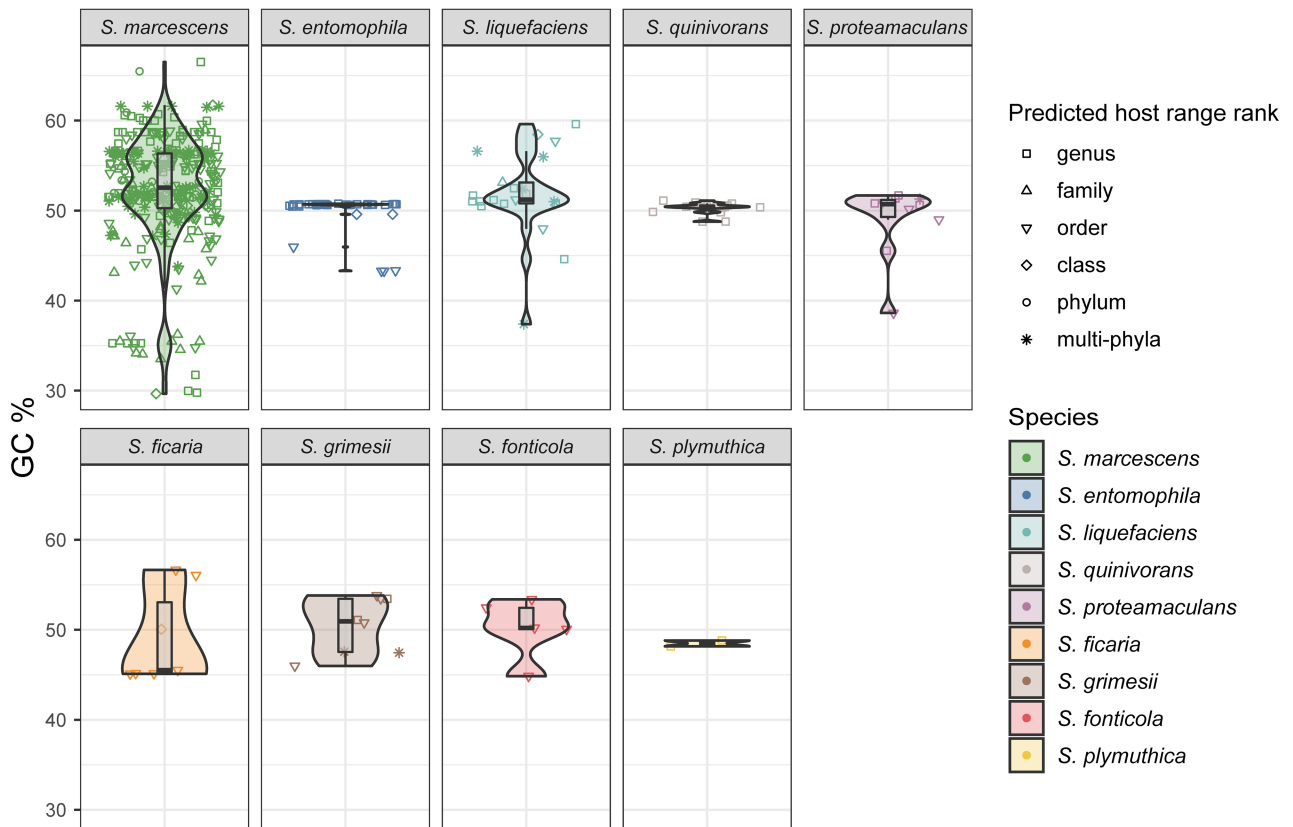 S. marcescens
S. entomophila
S. liquefaciens
S. quinivorans
S. proteamaculans
60
50
40
30
S. ficaria
S. grimesii
S. fonticola
S. plymuthica
60
50
40
30
GC %
Predicted host range rank
genus
family
order
class
phylum
multi-phyla
Species
S. marcescens
S. entomophila
S. liquefaciens
S. quinivorans
S. proteamaculans
S. ficaria
S. grimesii
S. fonticola
S. plymuthica